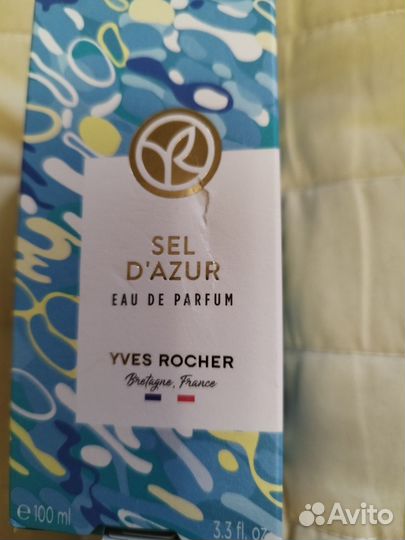 SEL
D'AZUR
EAU DE PARFUM
YVES ROCHER
Bretagne, France
e 100 ml
3.3 fl. oz
Avito